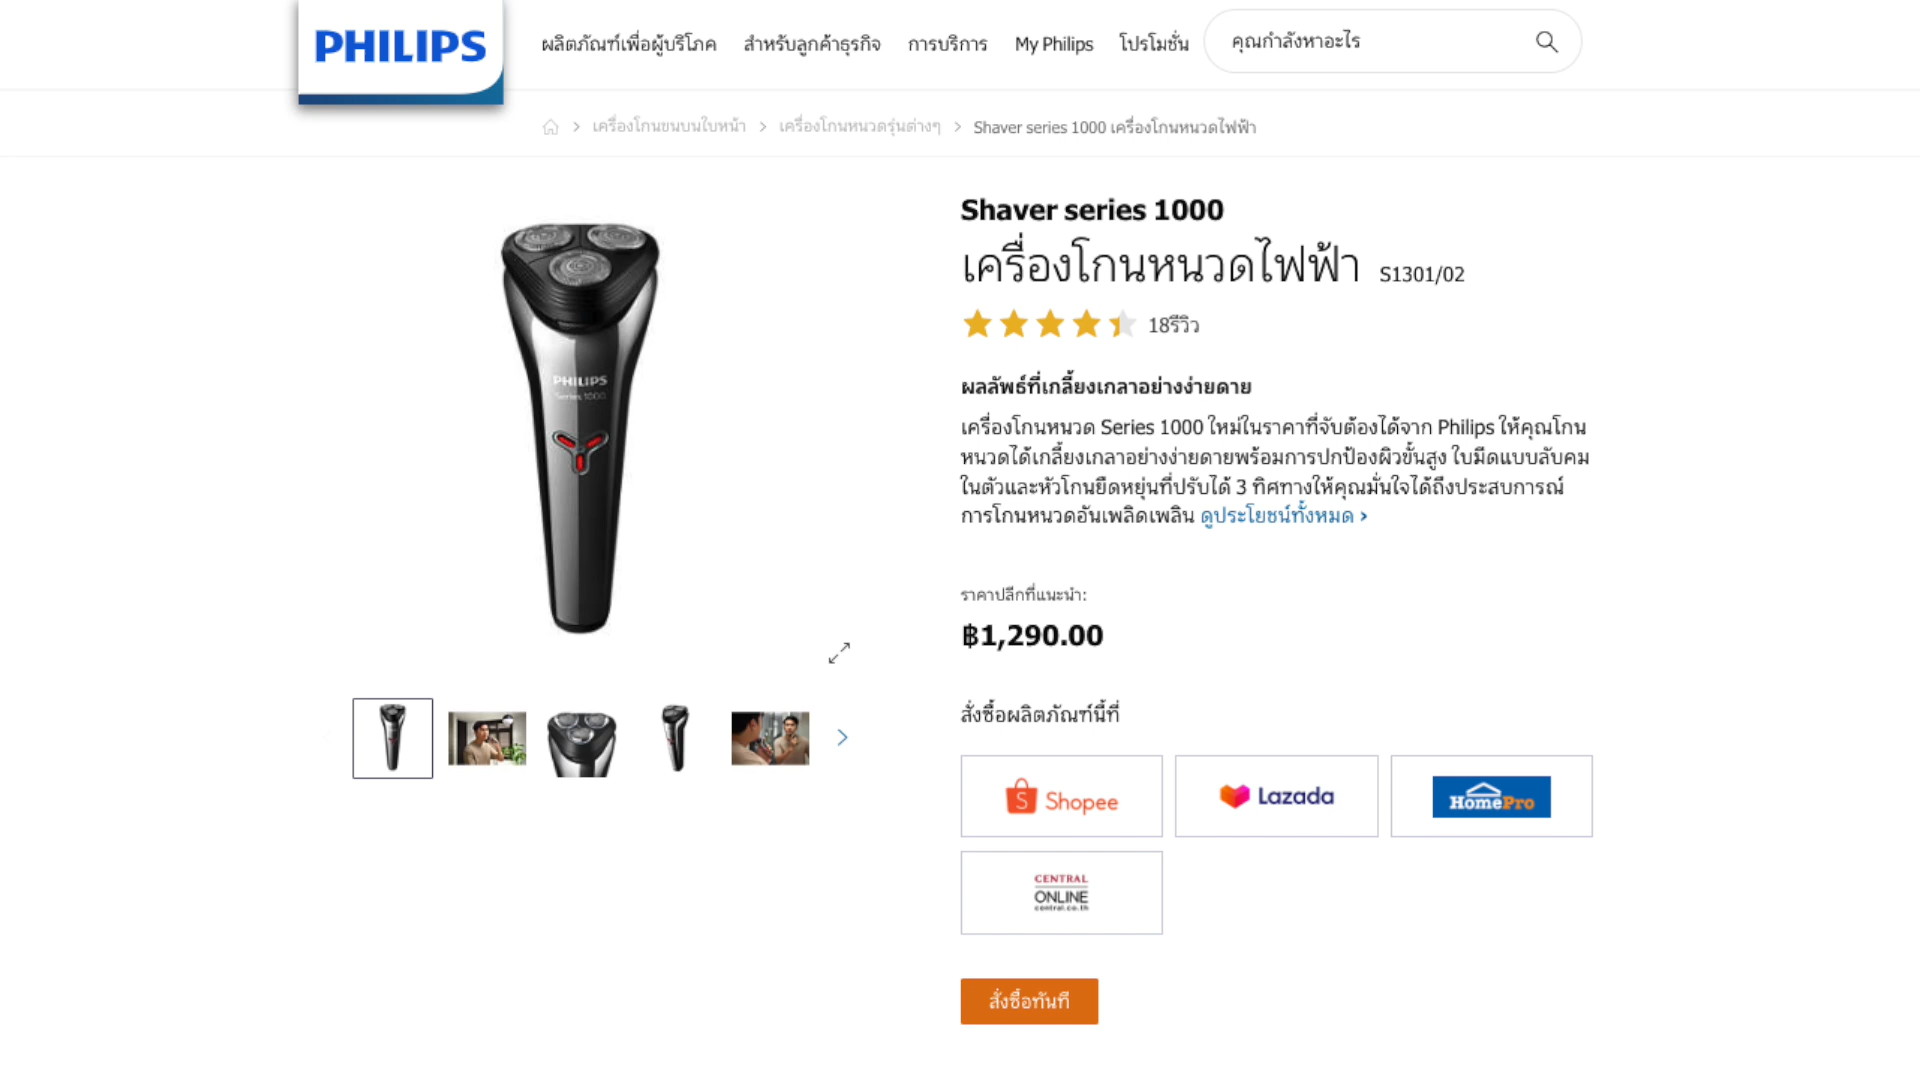 PHILIPS
ผลิตภัณฑ์เพื่อผู้บริโภค สำหรับลูกค้าธุรกิจ การบริการ My Philips โปรโมชั่น คุณกำลังหาอะไร
เครื่องโกนขนบนใบหน้า > เครื่องโกนหนวดรุ่นต่างๆ > Shaver series 1000 เครื่องโกนหนวดไฟฟ้า
PHILIPS
Series 1000
Shaver series 1000
เครื่องโกนหนวดไฟฟ้า S1301/02
18รีวิว
ผลลัพธ์ที่เกลี้ยงเกลาอย่างง่ายดาย
เครื่องโกนหนวด Series 1000 ใหม่ในราคาที่จับต้องได้จาก Philips ให้คุณโกน
หนวดได้เกลี้ยงเกลาอย่างง่ายดายพร้อมการปกป้องผิวขั้นสูง ใบมีดแบบลับคม
ในตัวและหัวโกนยืดหยุ่นที่ปรับได้ 3 ทิศทางให้คุณมั่นใจได้ถึงประสบการณ์
การโกนหนวดอันเพลิดเพลิน ดูประโยชน์ทั้งหมด >
ราคาปลีกที่แนะนำ:
฿1,290.00
สั่งซื้อผลิตภัณฑ์นี้ที่
Shopee
Lazada
HomePro
CENTRAL
ONLINE
central.co.th
สั่งซื้อทันที